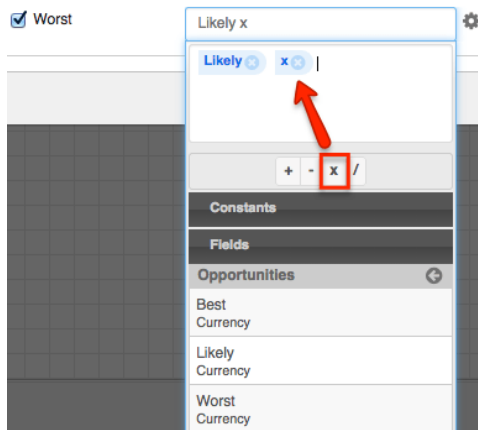 Worst
Likely x
Likely x
+ - x /
Constants
Fields
Opportunities
Best
Currency
Likely
Currency
Worst
Currency